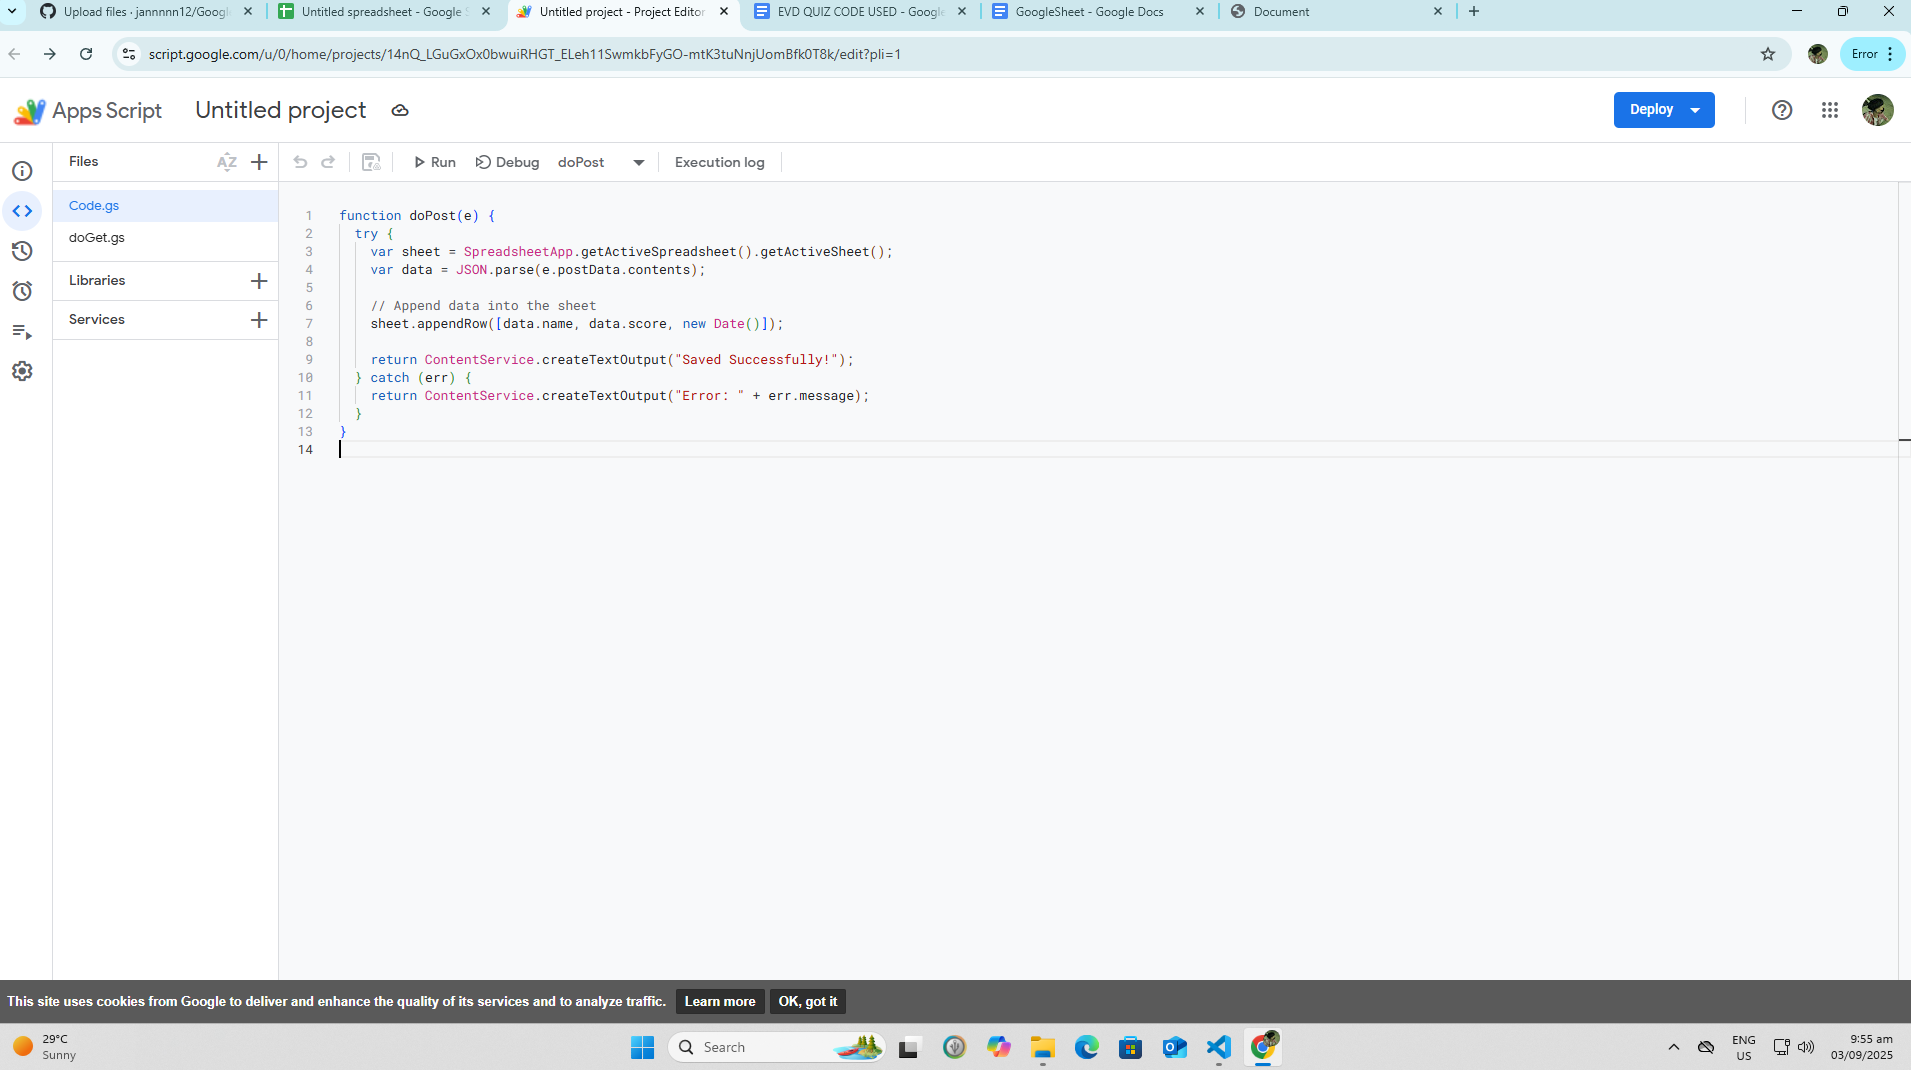 Upload files · jannnnn12/Google
Untitled spreadsheet - Google S
Untitled project - Project Editor
EVD QUIZ CODE USED - Google
GoogleSheet - Google Docs
Document
script.google.com/u/0/home/projects/14nQ_LGuGxOx0bwuiRHGT_ELeh11SwmkbFyGO-mtK3tuNnjUomBfk0T8k/edit?pli=1
Error
Apps Script
Untitled project
Deploy
Files
AZ
Run
Debug
doPost
Execution log
Code.gs
doGet.gs
Libraries
Services
1 function doPost(e) {
2 try {
3 var sheet = SpreadsheetApp.getActiveSpreadsheet().getActiveSheet();
4 var data = JSON.parse(e.postData.contents);
5
6 // Append data into the sheet
7 sheet.appendRow([data.name, data.score, new Date()]);
8
9 return ContentService.createTextOutput("Saved Successfully!");
10 } catch (err) {
11 return ContentService.createTextOutput("Error: " + err.message);
12 }
13 }
14
This site uses cookies from Google to deliver and enhance the quality of its services and to analyze traffic. Learn more OK, got it
29°C
Sunny
Search
ENG
US
9:55 am
03/09/2025